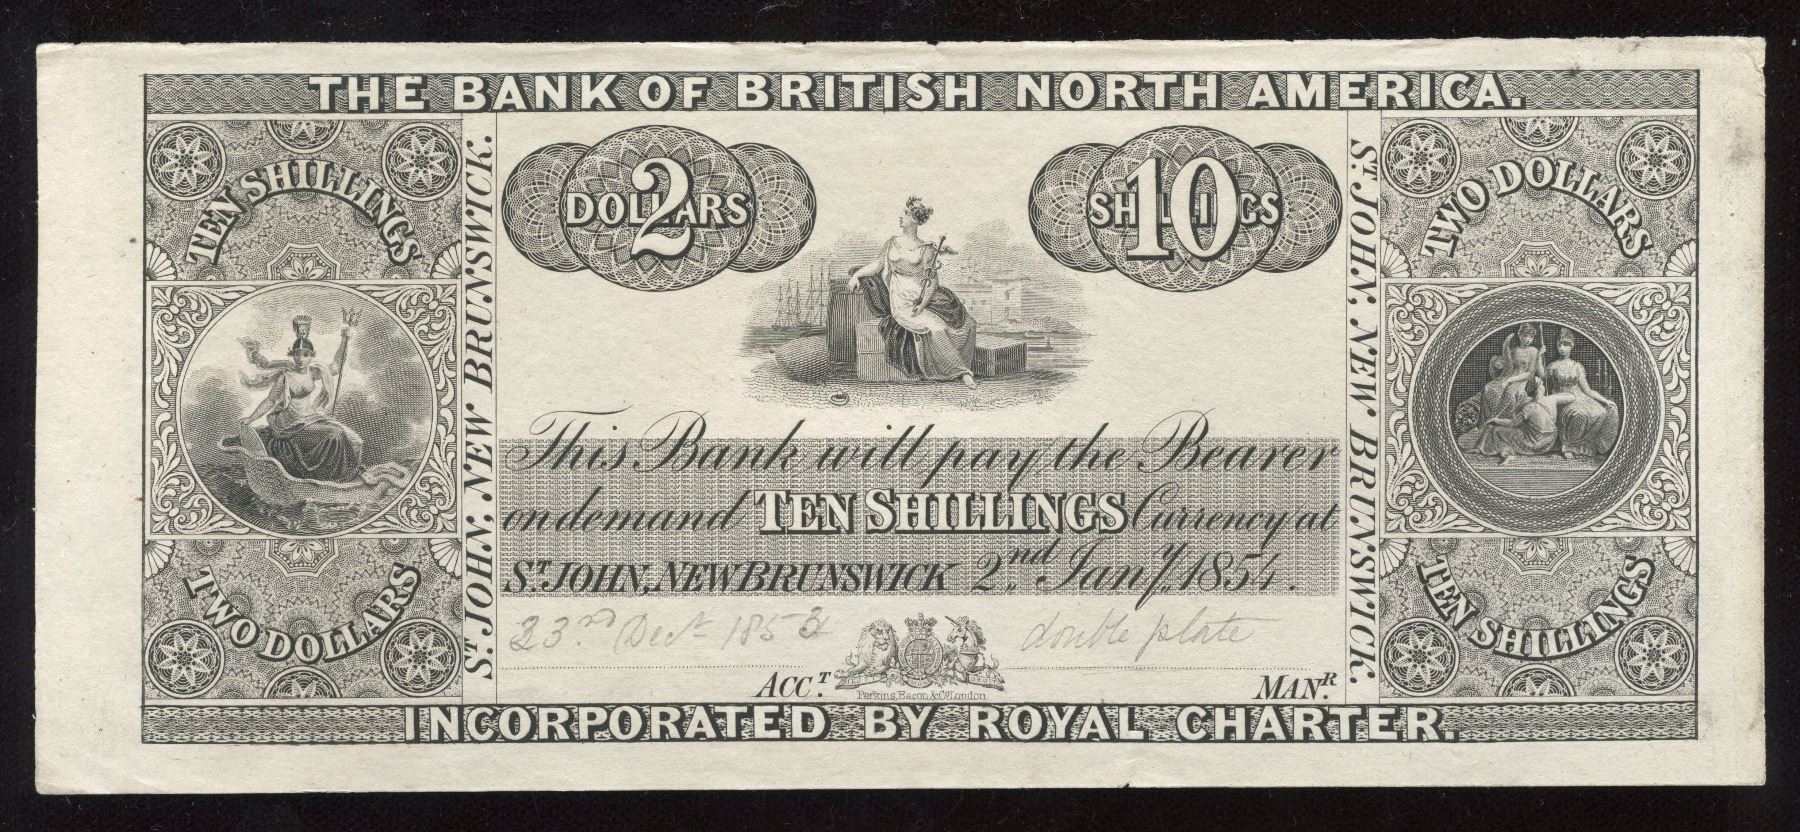 THE BANK OF BRITISH NORTH AMERICA.
TEN SHILLINGS
TWO DOLLARS
ST. JOHN, NEW BRUNSWICK.
2
DOLLARS
10
SHILLINGS
This Bank will pay the Bearer
on demand TEN SHILLINGS Currency at
ST. JOHN, NEW BRUNSWICK 2nd. Jany. 1854.
23rd Decr 1853
double plate
ACCT.
Perkins, Bacon & Co. London
MANR.
ST. JOHN, NEW BRUNSWICK.
TWO DOLLARS
TEN SHILLINGS
INCORPORATED BY ROYAL CHARTER.